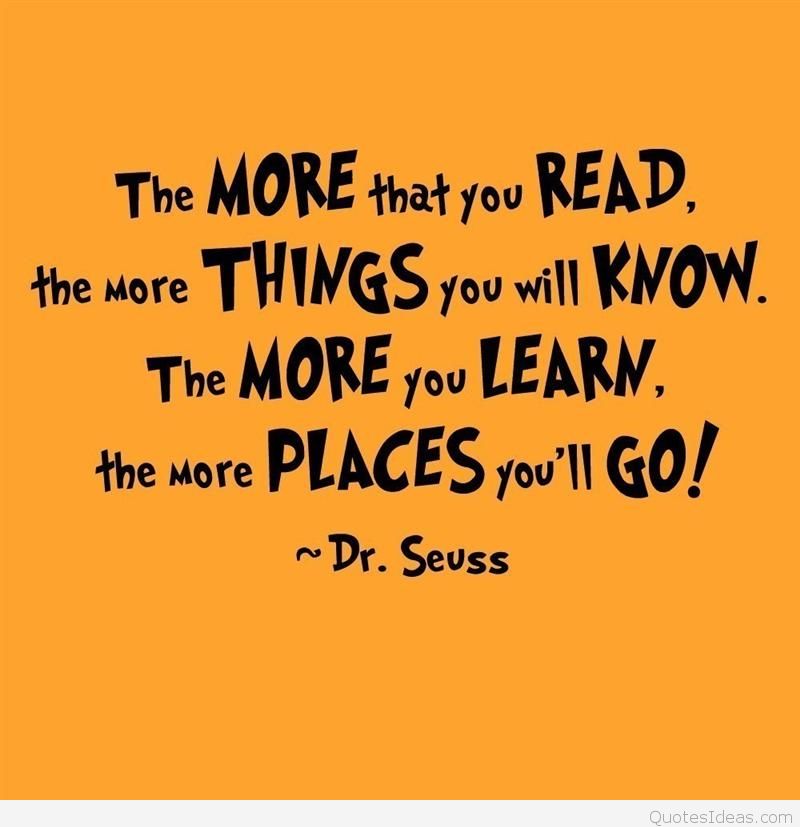 The MORE that you READ,
the more THINGS you will KNOW.
The MORE you LEARN,
the more PLACES you'll GO!
~ Dr. Seuss
QuotesIdeas.com